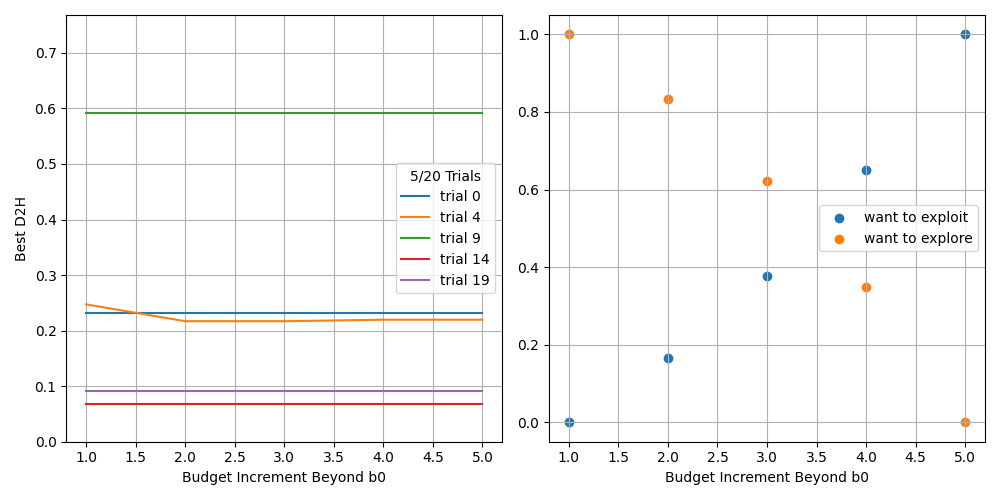 0.7
0.6
0.5
0.4
0.3
0.2
0.1
0.0
Best D2H
5/20 Trials
trial 0
trial 4
trial 9
trial 14
trial 19
1.0 1.5 2.0 2.5 3.0 3.5 4.0 4.5 5.0
Budget Increment Beyond b0
1.0
0.8
0.6
0.4
0.2
0.0
want to exploit
want to explore
1.0 1.5 2.0 2.5 3.0 3.5 4.0 4.5 5.0
Budget Increment Beyond b0